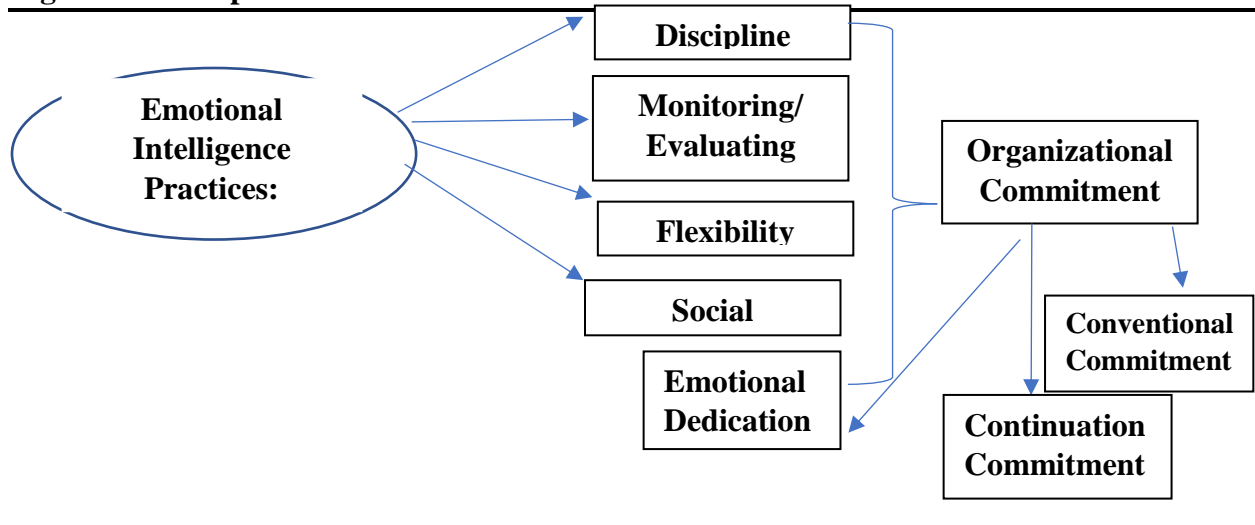 Discipline
Emotional
Intelligence
Practices:
Monitoring/
Evaluating
Flexibility
Social
Emotional
Dedication
Organizational
Commitment
Conventional
Commitment
Continuation
Commitment